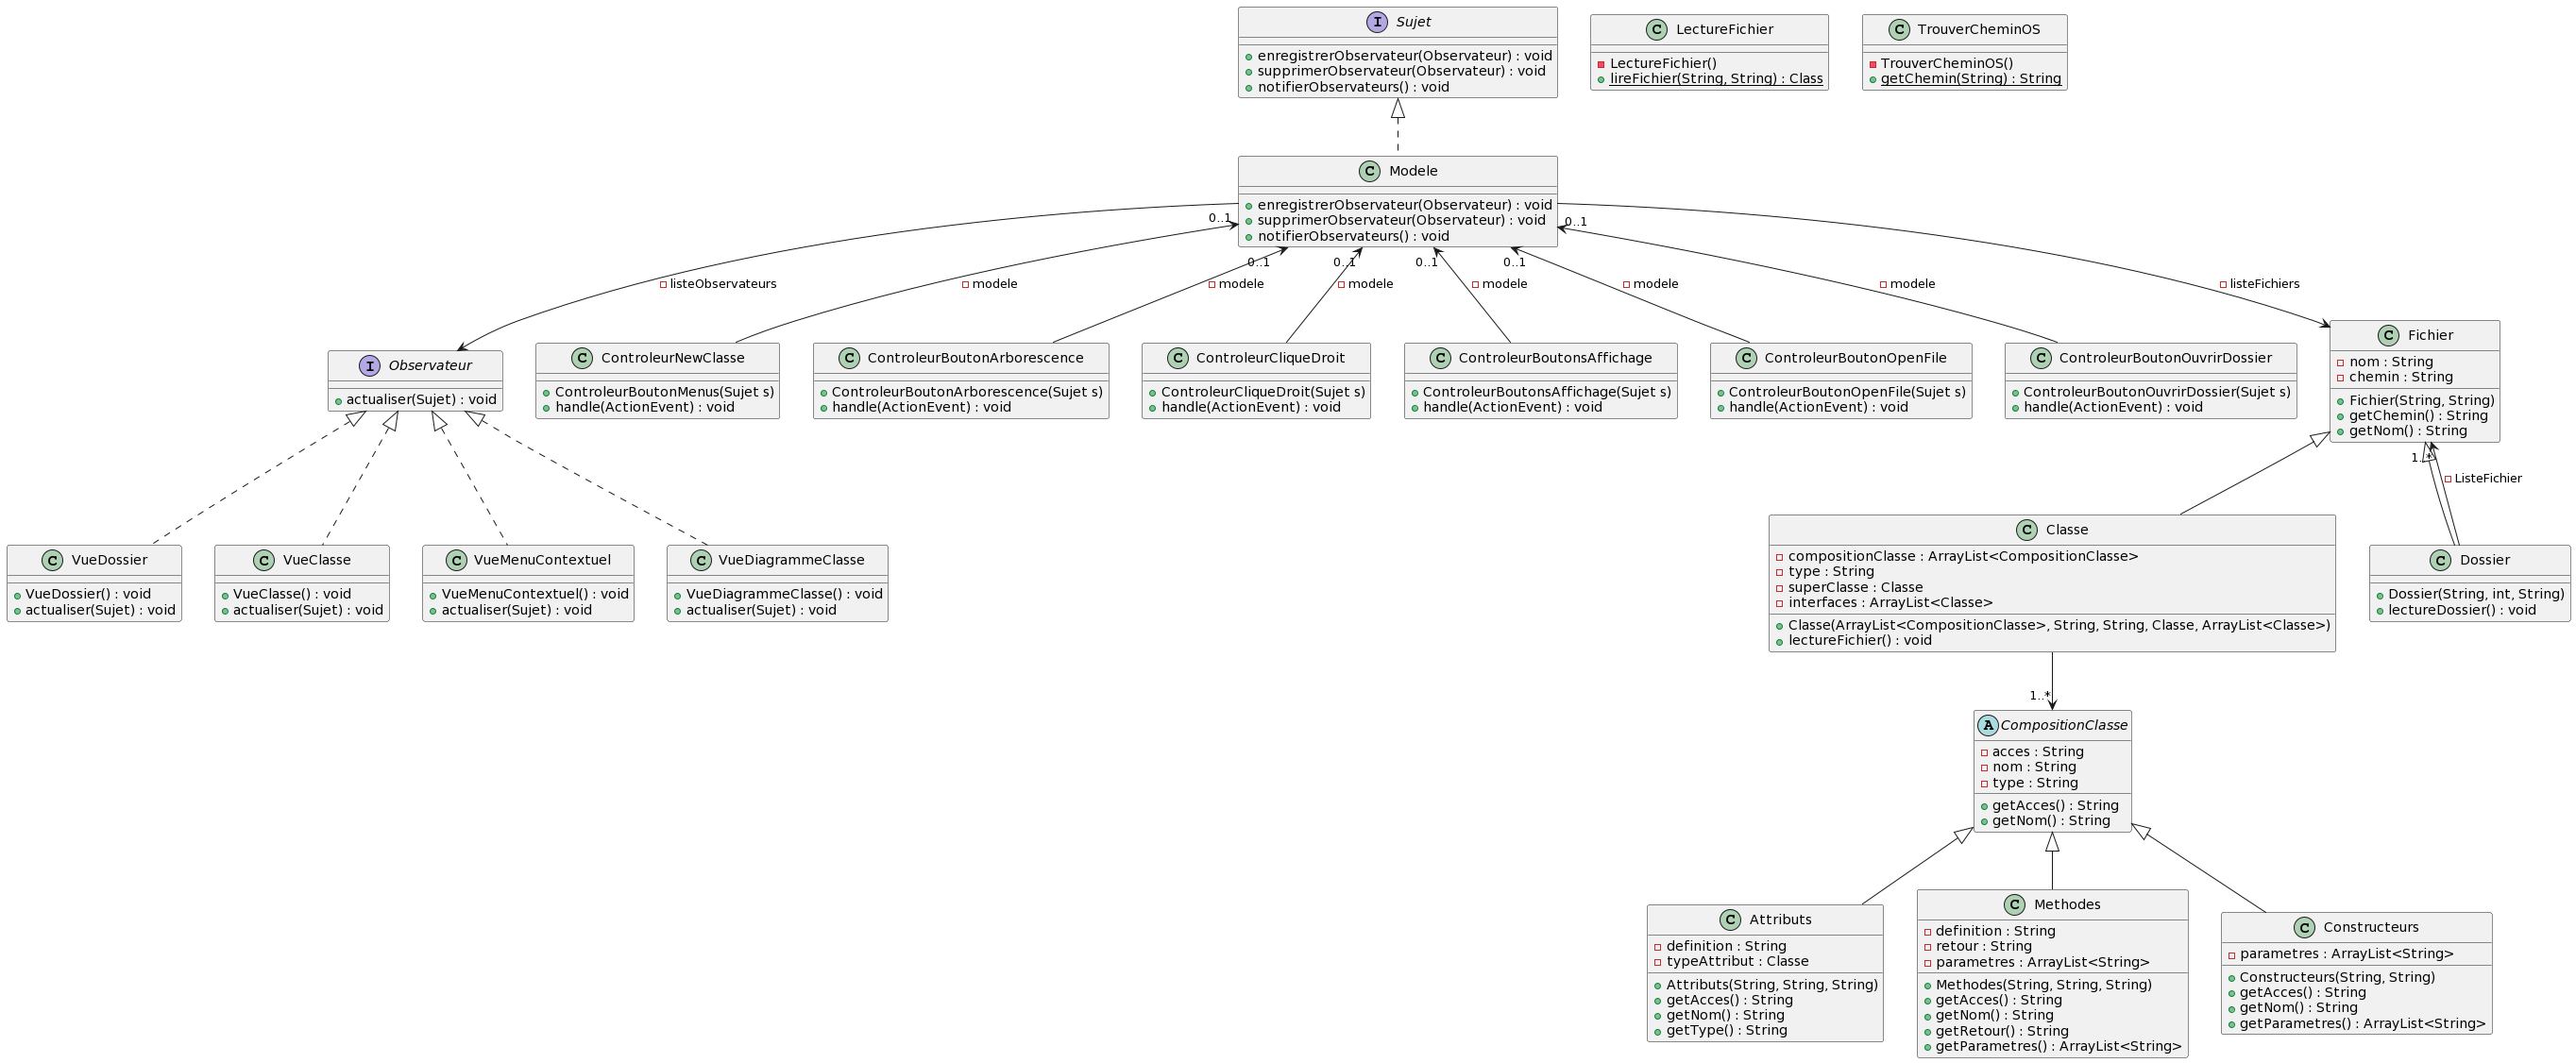 I Sujet
enregistrerObservateur(Observateur) : void
supprimerObservateur(Observateur) : void
notifierObservateurs() : void
C LectureFichier
LectureFichier()
lireFichier(String, String) : Class
C TrouverCheminOS
TrouverCheminOS()
getChemin(String) : String
C Modele
enregistrerObservateur(Observateur) : void
supprimerObservateur(Observateur) : void
notifierObservateurs() : void
0..1
0..1
0..1
0..1
0..1
0..1
listeObservateurs
modele
modele
modele
modele
modele
modele
listeFichiers
I Observateur
actualiser(Sujet) : void
C ControleurNewClasse
ControleurBoutonMenus(Sujet s)
handle(ActionEvent) : void
C ControleurBoutonArborescence
ControleurBoutonArborescence(Sujet s)
handle(ActionEvent) : void
C ControleurCliqueDroit
ControleurCliqueDroit(Sujet s)
handle(ActionEvent) : void
C ControleurBoutonsAffichage
ControleurBoutonsAffichage(Sujet s)
handle(ActionEvent) : void
C ControleurBoutonOpenFile
ControleurBoutonOpenFile(Sujet s)
handle(ActionEvent) : void
C ControleurBoutonOuvrirDossier
ControleurBoutonOuvrirDossier(Sujet s)
handle(ActionEvent) : void
C Fichier
nom : String
chemin : String
Fichier(String, String)
getChemin() : String
getNom() : String
1..*
ListeFichier
C VueDossier
VueDossier() : void
actualiser(Sujet) : void
C VueClasse
VueClasse() : void
actualiser(Sujet) : void
C VueMenuContextuel
VueMenuContextuel() : void
actualiser(Sujet) : void
C VueDiagrammeClasse
VueDiagrammeClasse() : void
actualiser(Sujet) : void
C Classe
compositionClasse : ArrayList<CompositionClasse>
type : String
superClasse : Classe
interfaces : ArrayList<Classe>
Classe(ArrayList<CompositionClasse>, String, String, Classe, ArrayList<Classe>)
lectureFichier() : void
C Dossier
Dossier(String, int, String)
lectureDossier() : void
1..*
A CompositionClasse
acces : String
nom : String
type : String
getAcces() : String
getNom() : String
C Attributs
definition : String
typeAttribut : Classe
Attributs(String, String, String)
getAcces() : String
getNom() : String
getType() : String
C Methodes
definition : String
retour : String
parametres : ArrayList<String>
Methodes(String, String, String)
getAcces() : String
getNom() : String
getRetour() : String
getParametres() : ArrayList<String>
C Constructeurs
parametres : ArrayList<String>
Constructeurs(String, String)
getAcces() : String
getNom() : String
getParametres() : ArrayList<String>